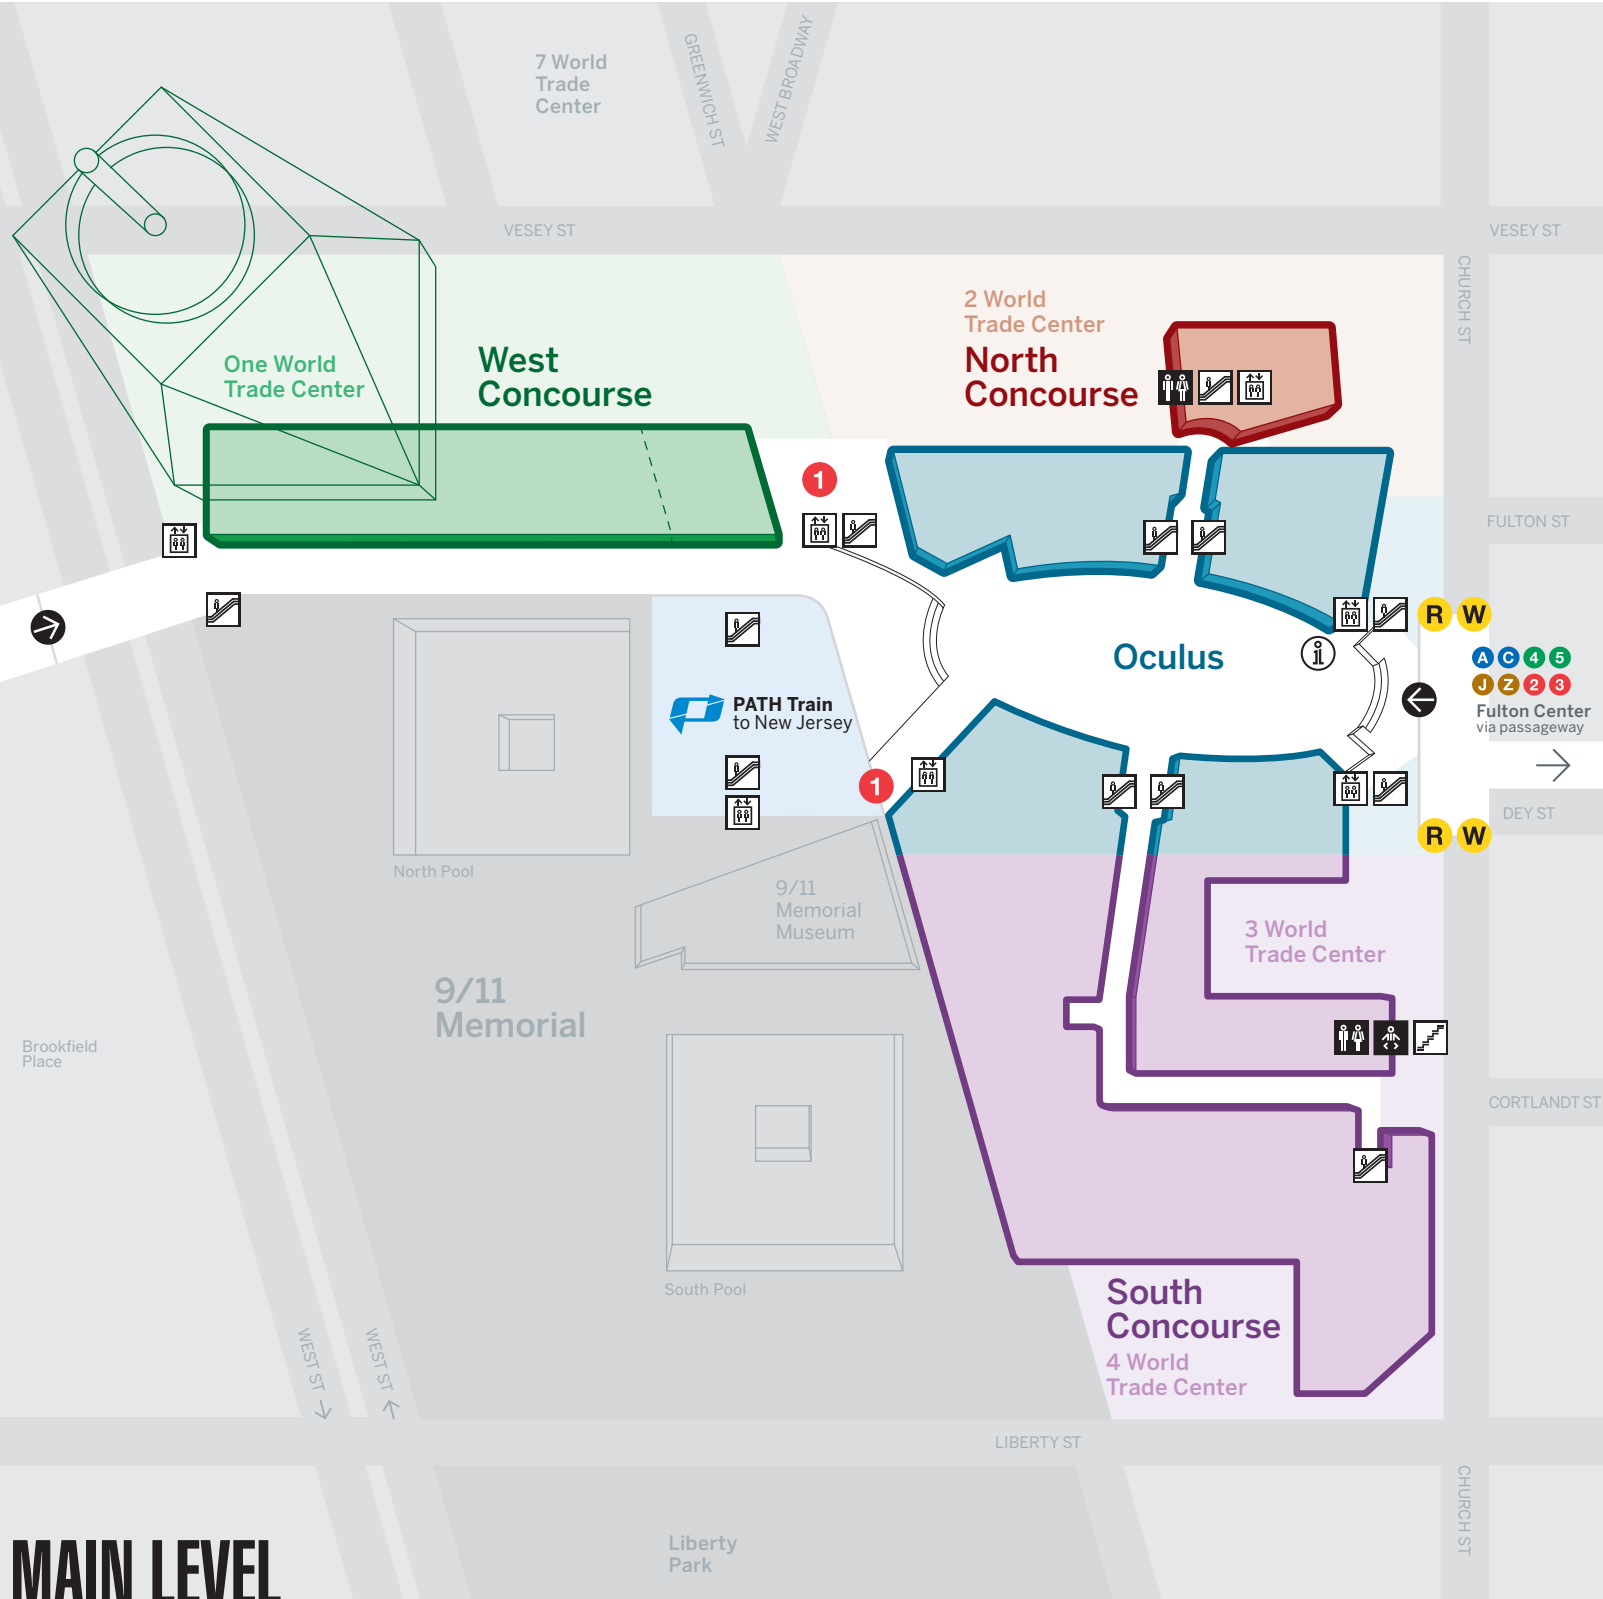 7 World
Trade
Center
GREENWICH ST
WEST BROADWAY
VESEY ST
VESEY ST
CHURCH ST
2 World
Trade Center
North
Concourse
One World
Trade Center
West
Concourse
1
FULTON ST
R W
Oculus
i
A C 4 5
J Z 2 3
Fulton Center
via passageway
PATH Train
to New Jersey
1
DEY ST
R W
North Pool
9/11
Memorial
Museum
3 World
Trade Center
9/11
Memorial
Brookfield
Place
CORTLANDT ST
South Pool
South
Concourse
4 World
Trade Center
WEST ST
WEST ST
LIBERTY ST
CHURCH ST
Liberty
Park
MAIN LEVEL